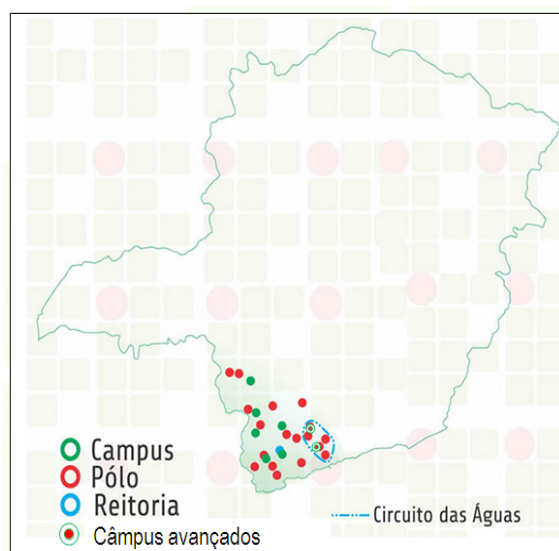 Campus
Pólo
Reitoria
Câmpus avançados
Circuito das Águas